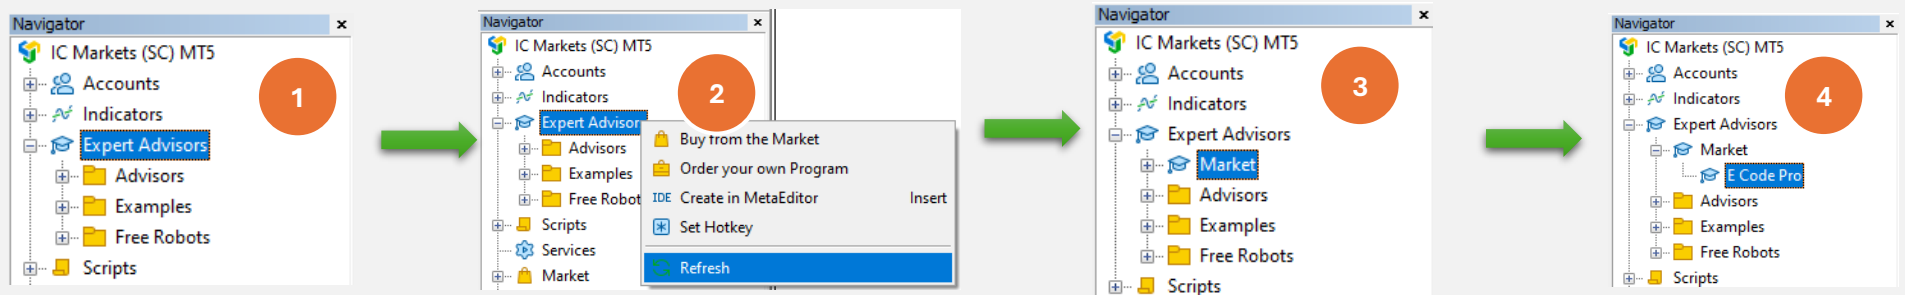 Navigator
IC Markets (SC) MT5
Accounts
Indicators
Expert Advisors
Advisors
Examples
Free Robots
Scripts
1
Navigator
IC Markets (SC) MT5
Accounts
Indicators
Expert Advisors
Advisors
Examples
Free Robot
Scripts
Services
Market
2
Buy from the Market
Order your own Program
IDE Create in MetaEditor Insert
Set Hotkey
Refresh
Navigator
IC Markets (SC) MT5
Accounts
Indicators
Expert Advisors
Market
Advisors
Examples
Free Robots
Scripts
3
Navigator
IC Markets (SC) MT5
Accounts
Indicators
Expert Advisors
Market
E Code Pro
Advisors
Examples
Free Robots
Scripts
4